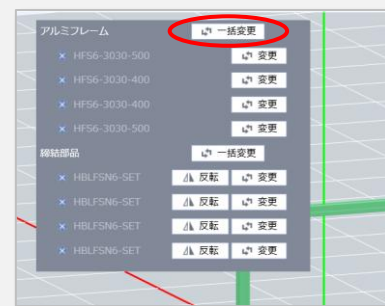 アルミフレーム 一括変更
HFS6-3030-500 変更
HFS6-3030-400 変更
HFS6-3030-400 変更
HFS6-3030-500 変更
締結部品 一括変更
HBLFSN6-SET 反転 変更
HBLFSN6-SET 反転 変更
HBLFSN6-SET 反転 変更
HBLFSN6-SET 反転 変更